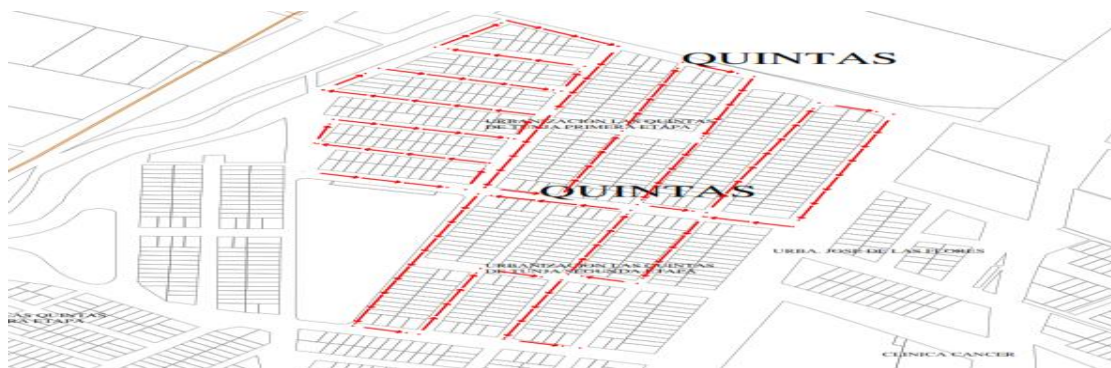 QUINTAS
URBANIZACION LAS QUINTAS
DE TUNJA PRIMERA ETAPA
QUINTAS
URBA. JOSE DE LAS FLORES
URBANIZACION LAS QUINTAS
DE TUNJA SEGUNDA ETAPA
AS QUINTAS
RA ETAPA
CLINICA CANCER